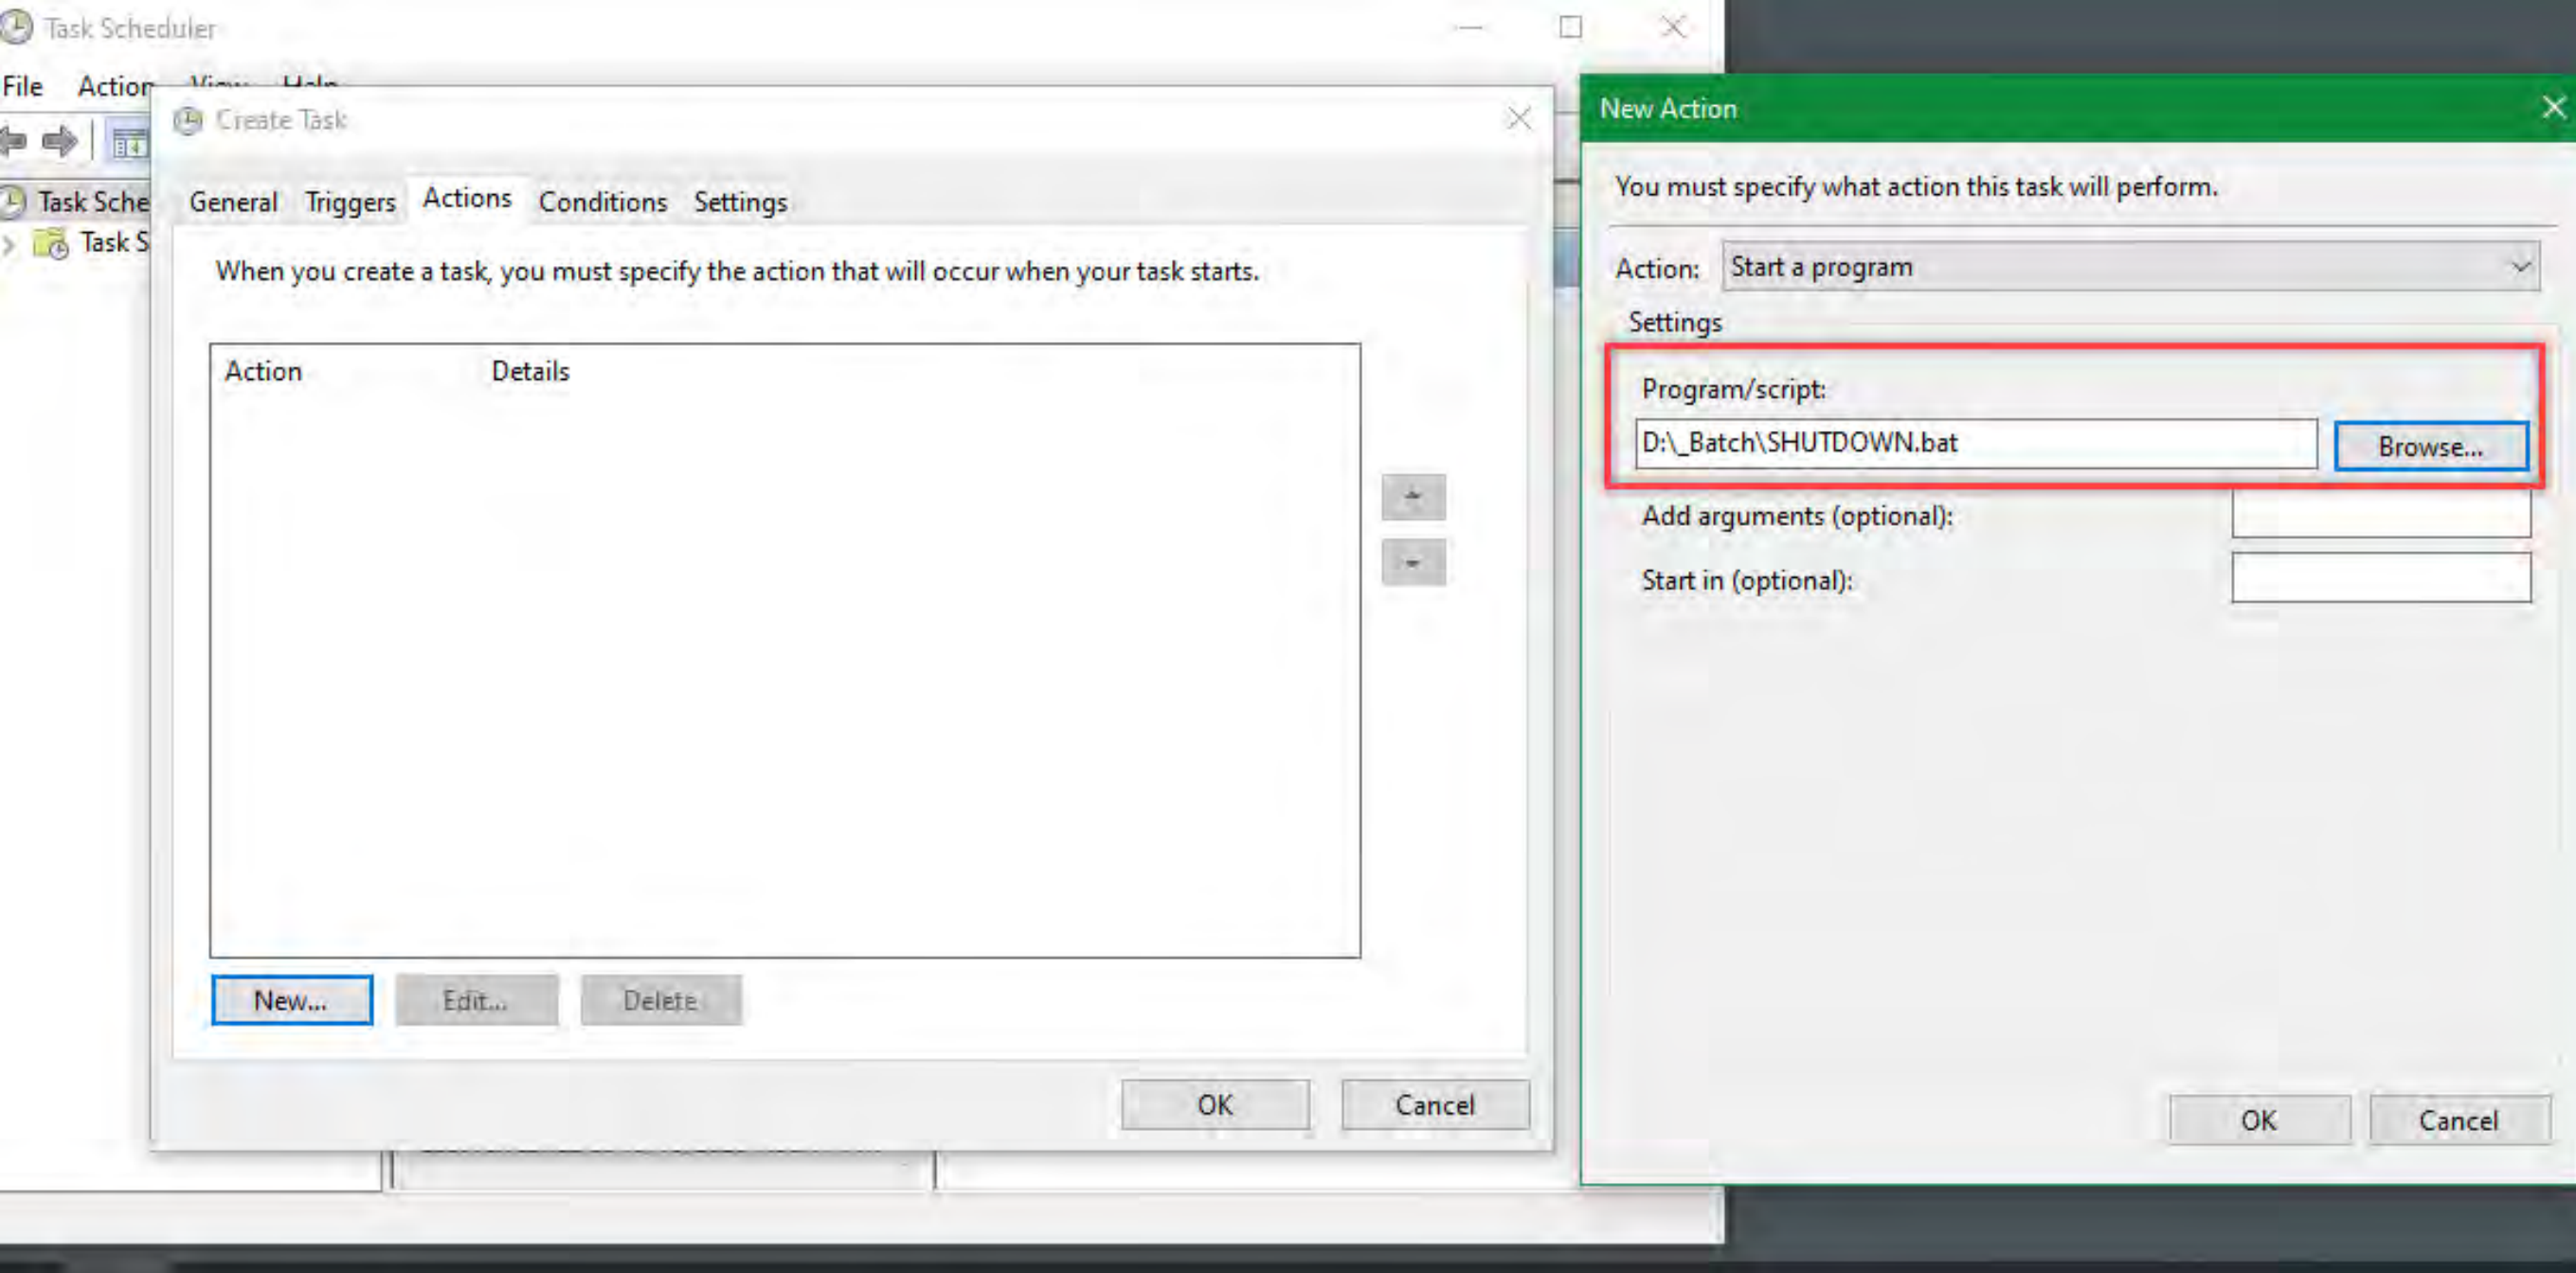 Task Scheduler
File Action View Help
Create Task
Task Sche
Task S
General Triggers Actions Conditions Settings
When you create a task, you must specify the action that will occur when your task starts.
Action Details
New... Edit... Delete
OK Cancel
New Action
You must specify what action this task will perform.
Action: Start a program
Settings
Program/script:
D:\_Batch\SHUTDOWN.bat Browse...
Add arguments (optional):
Start in (optional):
OK Cancel